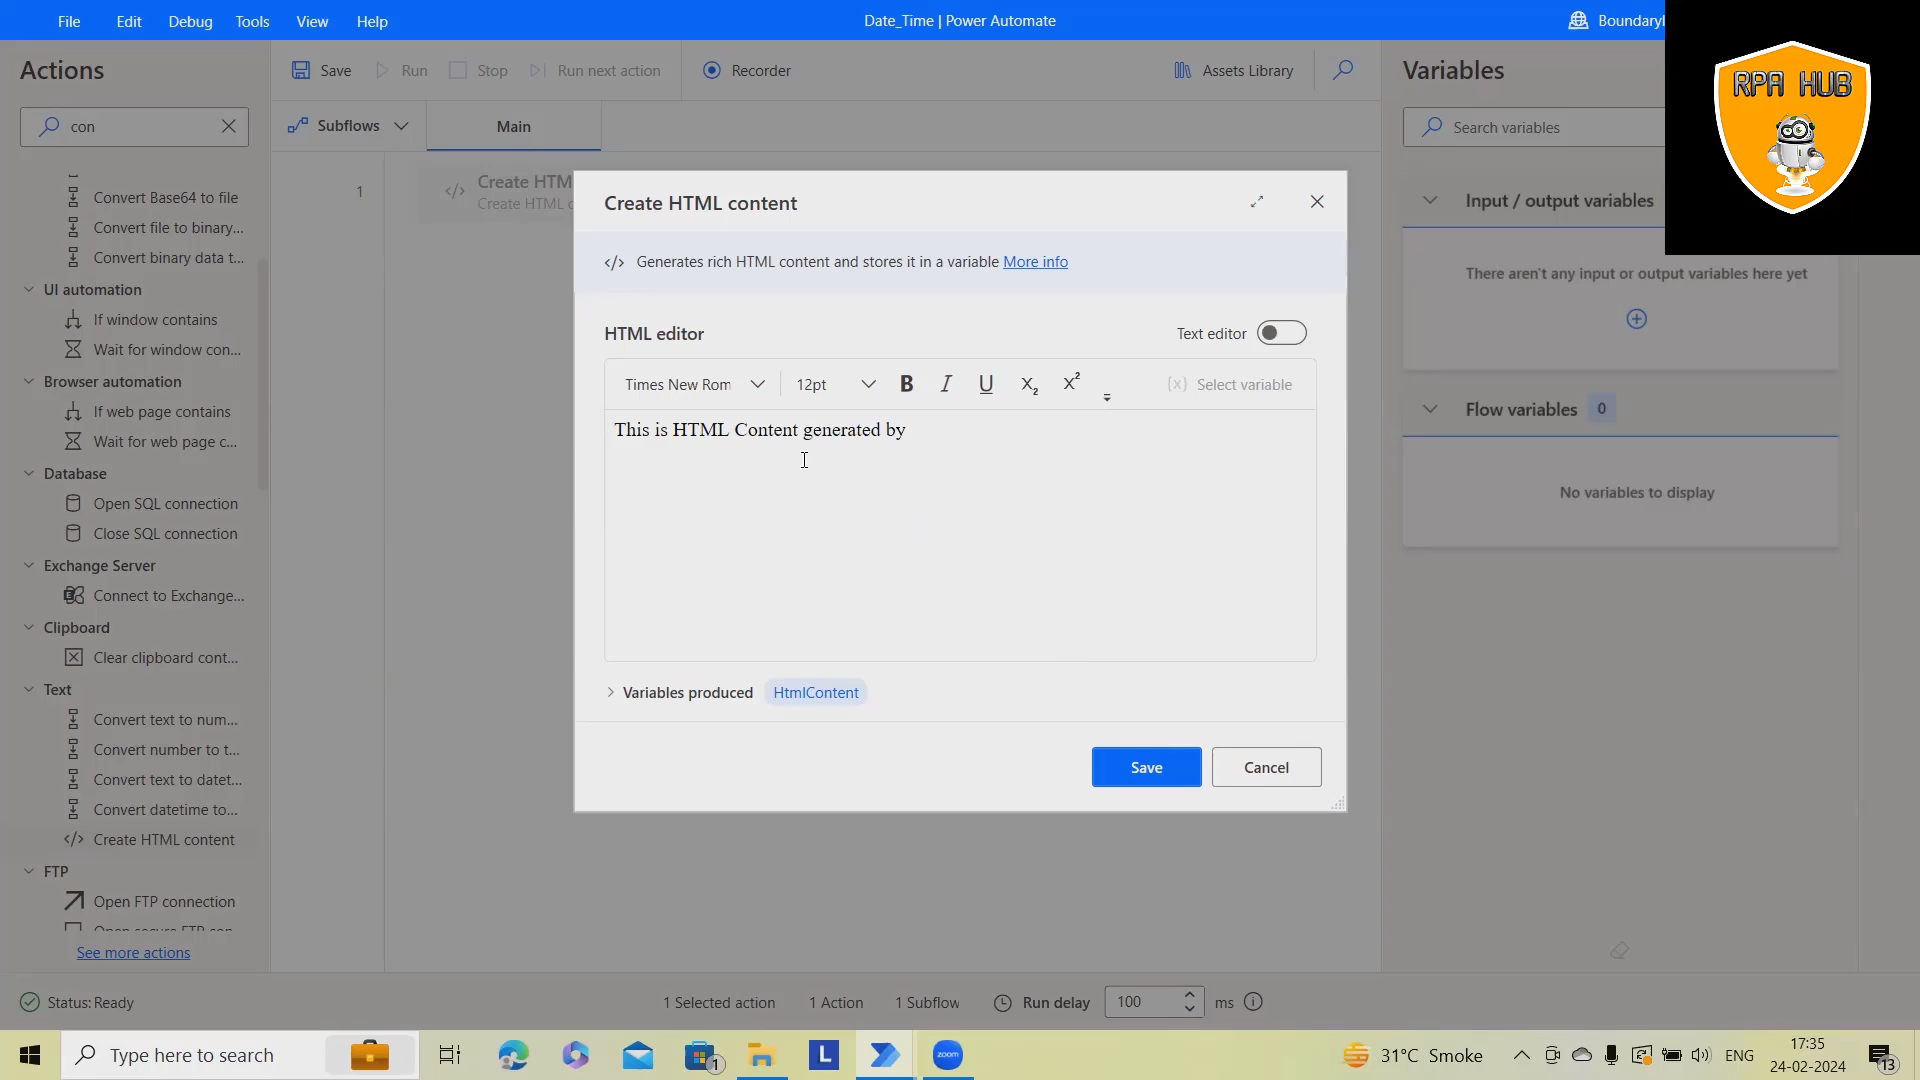 File Edit Debug Tools View Help
Date_Time | Power Automate
RPA HUB
Actions
con
Convert Base64 to file
Convert file to binary...
Convert binary data t...
UI automation
If window contains
Wait for window con...
Browser automation
If web page contains
Wait for web page c...
Database
Open SQL connection
Close SQL connection
Exchange Server
Connect to Exchange...
Clipboard
Clear clipboard cont...
Text
Convert text to num...
Convert number to t...
Convert text to datet...
Convert datetime to...
Create HTML content
FTP
Open FTP connection
See more actions
Save Run Stop Run next action Recorder Assets Library
Subflows Main
1
Create HTML content
Generates rich HTML content and stores it in a variable More info
HTML editor Text editor
Times New Rom 12pt B I U X2 X2 {x} Select variable
This is HTML Content generated by
Variables produced HtmlContent
Save Cancel
Variables
Search variables
Input / output variables
There aren't any input or output variables here yet
Flow variables 0
No variables to display
Status: Ready 1 Selected action 1 Action 1 Subflow Run delay 100 ms
Type here to search
1
L
zoom
31°C Smoke
ENG
17:35
24-02-2024
13